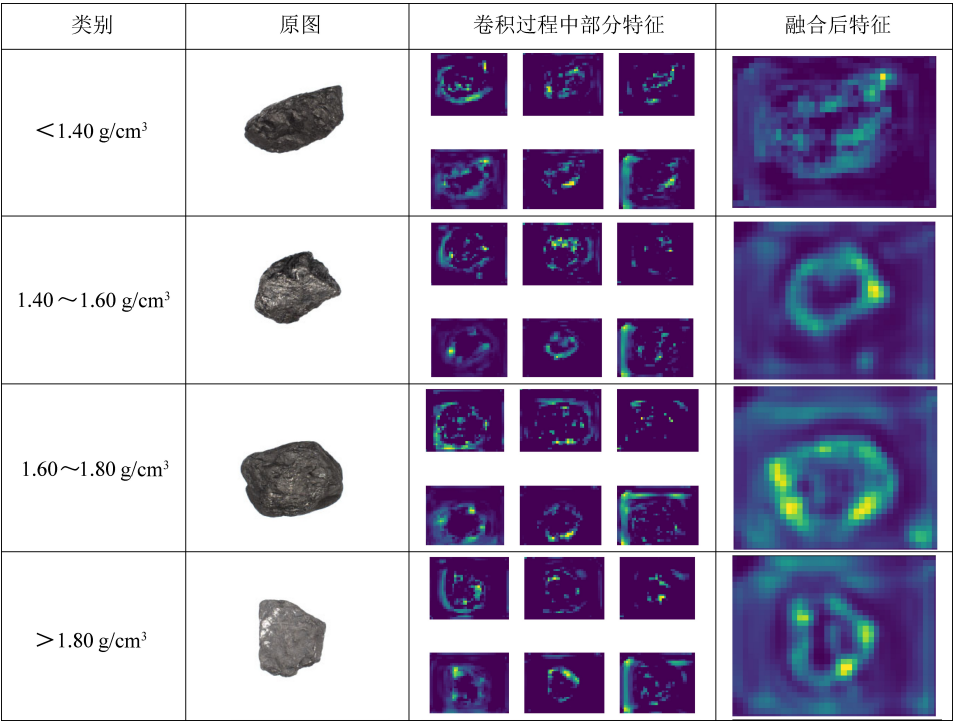 类别 原图 卷积过程中部分特征 融合后特征
＜1.40 g/cm³
1.40～1.60 g/cm³
1.60～1.80 g/cm³
＞1.80 g/cm³